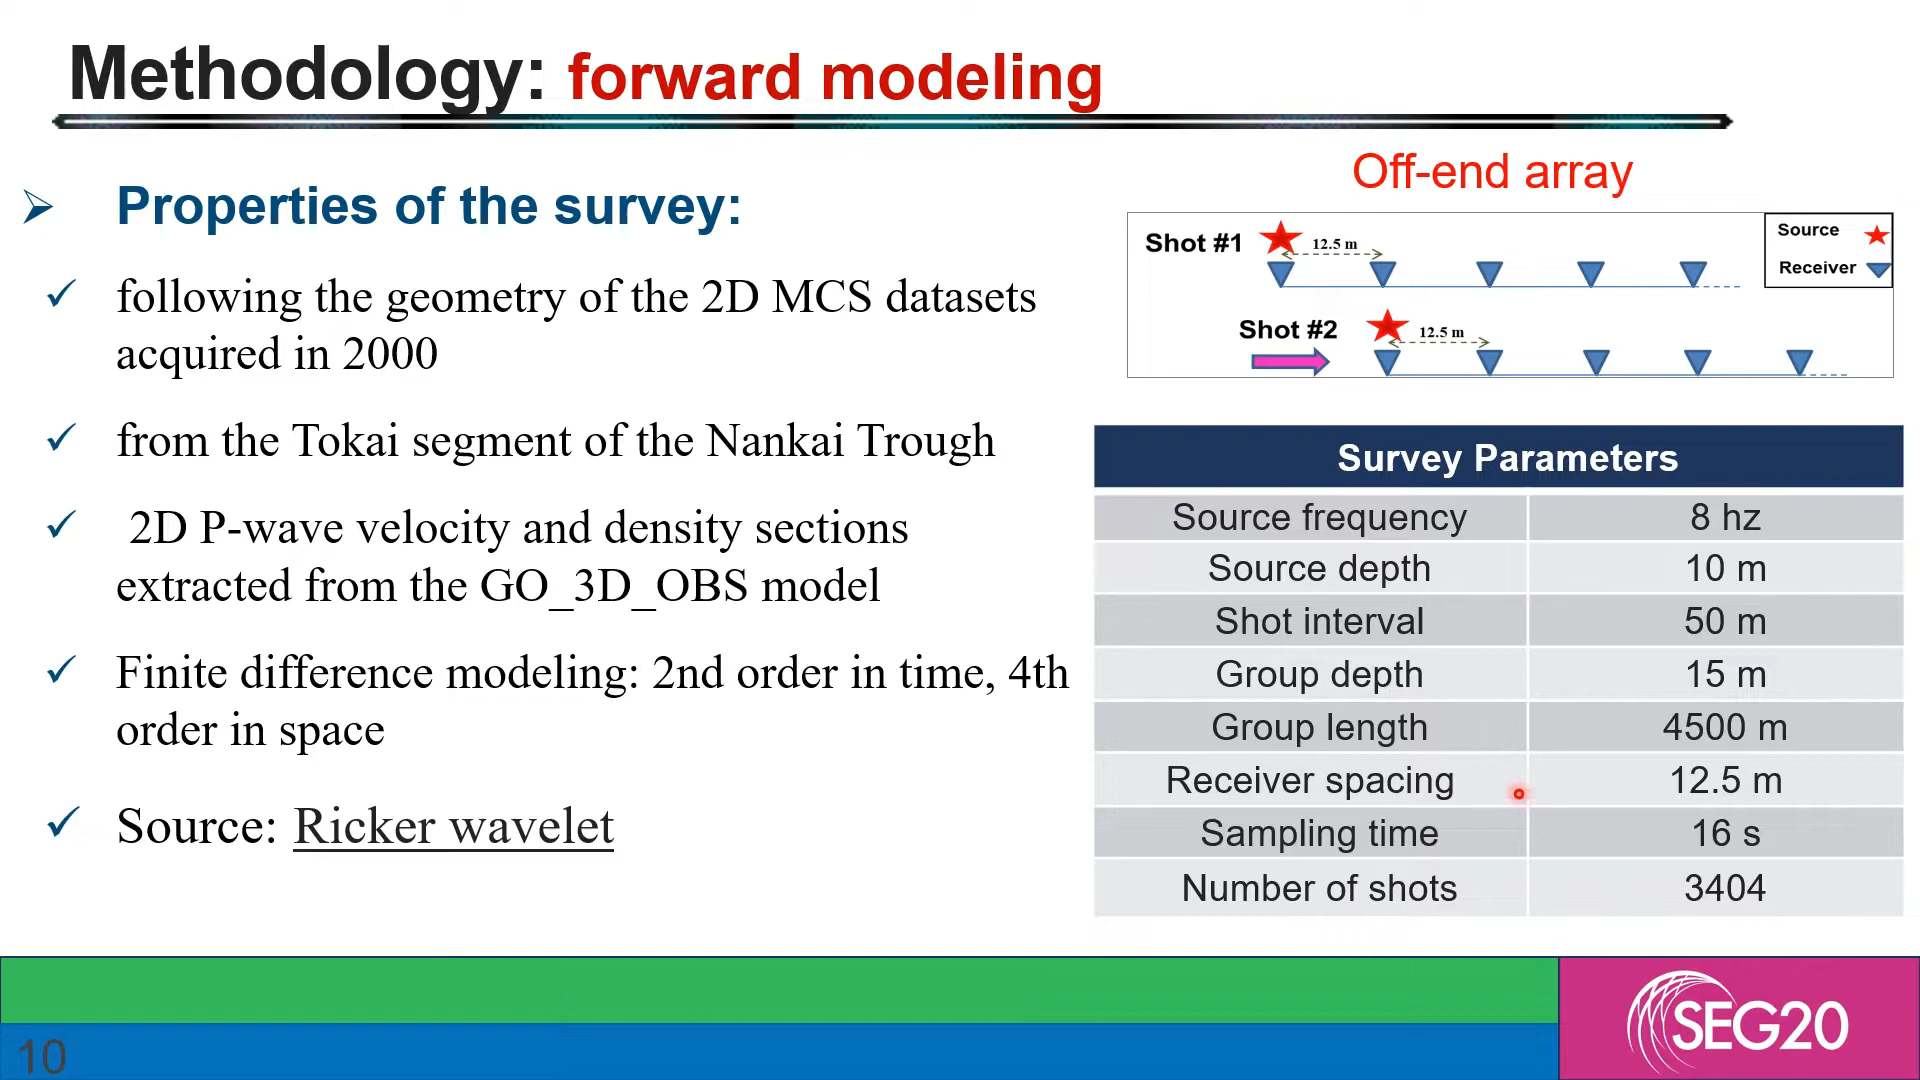 Methodology: forward modeling
Properties of the survey:
following the geometry of the 2D MCS datasets
acquired in 2000
from the Tokai segment of the Nankai Trough
2D P-wave velocity and density sections
extracted from the GO_3D_OBS model
Finite difference modeling: 2nd order in time, 4th
order in space
Source: Ricker wavelet
Off-end array
Shot #1
12.5 m
Source
Receiver
Shot #2
12.5 m
Survey Parameters
Source frequency 8 hz
Source depth 10 m
Shot interval 50 m
Group depth 15 m
Group length 4500 m
Receiver spacing 12.5 m
Sampling time 16 s
Number of shots 3404
SEG20
10